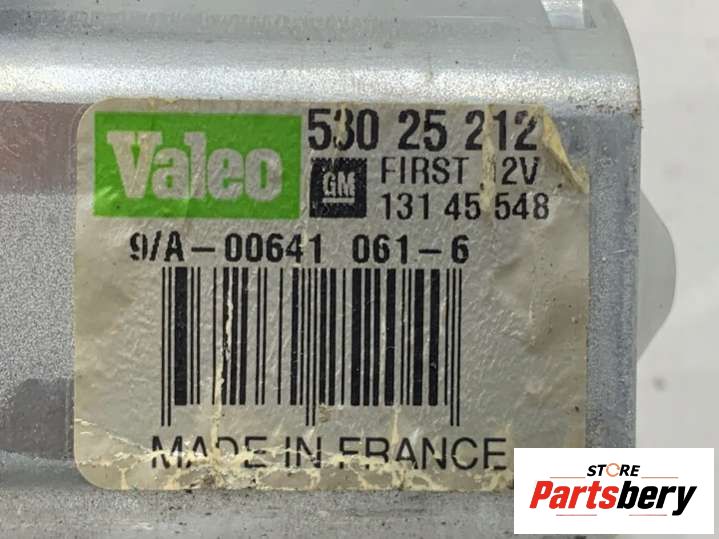 Valeo
530 25 212
GM
FIRST 12V
131 45 548
9/A-00641 061-6
MADE IN FRANCE
STORE
Partsbery